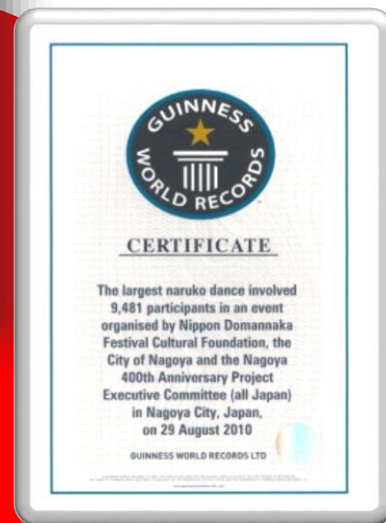 GUINNESS
WORLD RECORDS
CERTIFICATE
The largest naruko dance involved
9,481 participants in an event
organised by Nippon Domannaka
Festival Cultural Foundation, the
City of Nagoya and the Nagoya
400th Anniversary Project
Executive Committee (all Japan)
in Nagoya City, Japan,
on 29 August 2010
GUINNESS WORLD RECORDS LTD